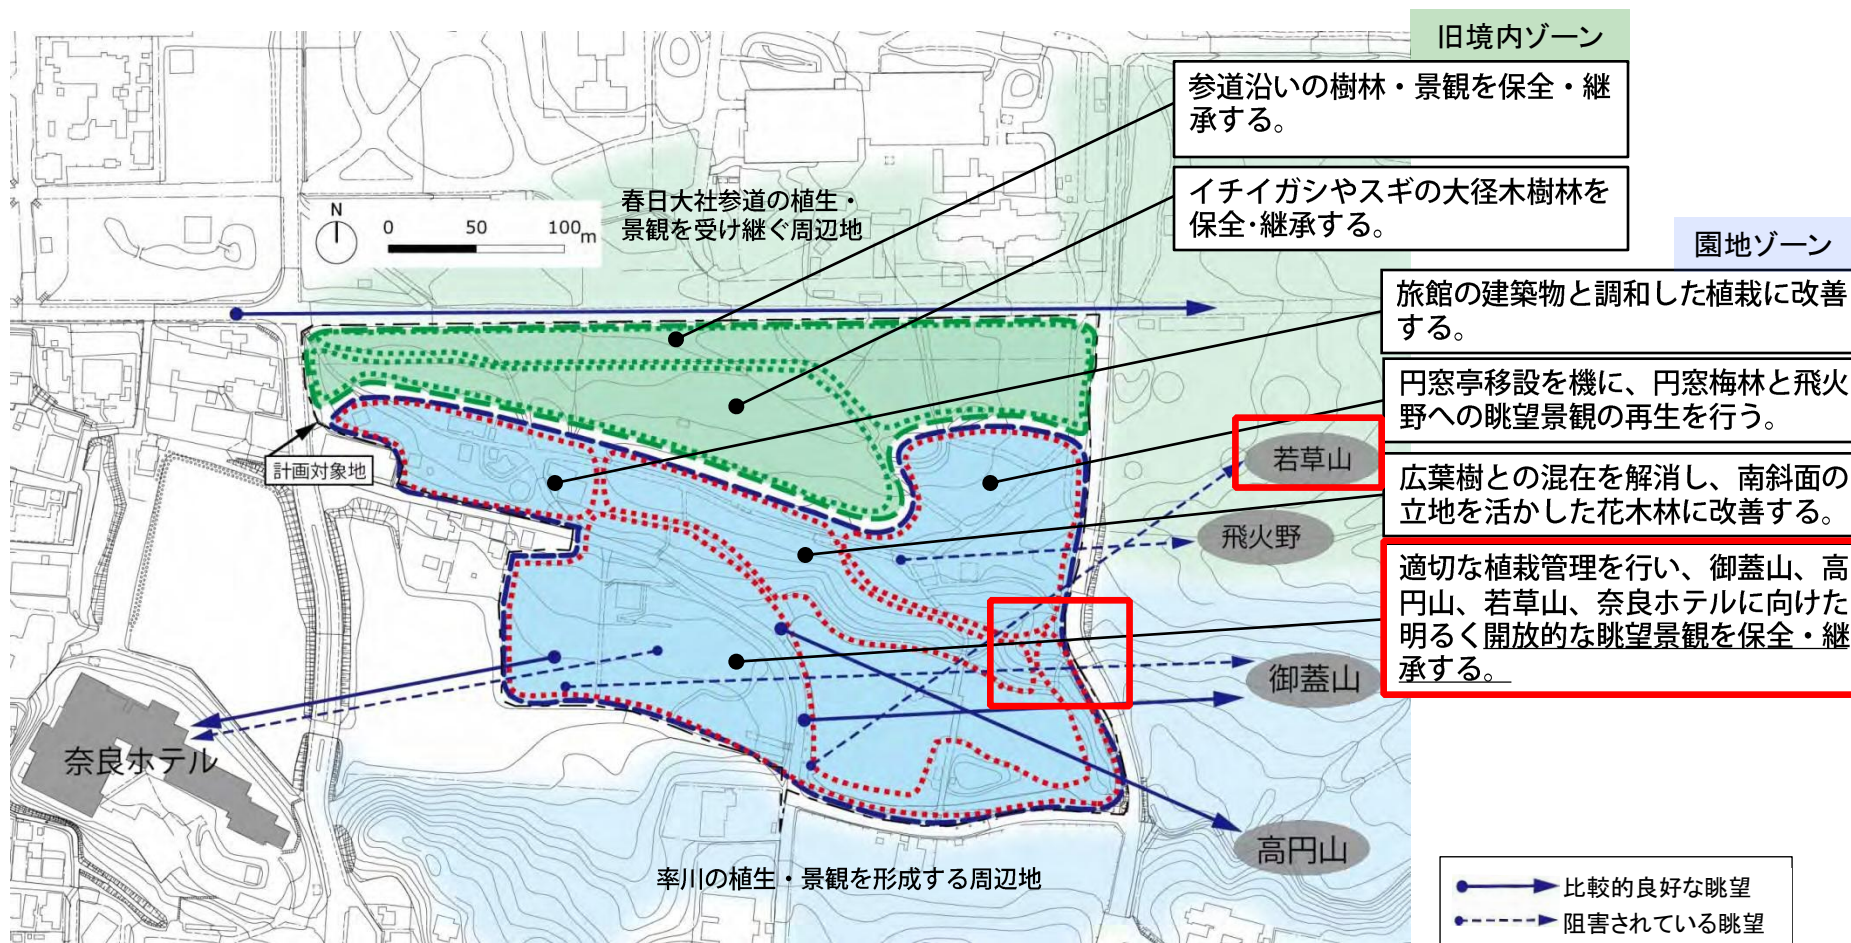 旧境内ゾーン
参道沿いの樹林・景観を保全・継
承する。
イチイガシやスギの大径木樹林を
保全･継承する。
春日大社参道の植生・
景観を受け継ぐ周辺地
N
0 50 100m
園地ゾーン
旅館の建築物と調和した植栽に改善
する。
円窓亭移設を機に、円窓梅林と飛火
野への眺望景観の再生を行う。
若草山
計画対象地
広葉樹との混在を解消し、南斜面の
立地を活かした花木林に改善する。
飛火野
適切な植栽管理を行い、御蓋山、高
円山、若草山、奈良ホテルに向けた
明るく開放的な眺望景観を保全・継
承する。
御蓋山
奈良ホテル
高円山
率川の植生・景観を形成する周辺地
比較的良好な眺望
阻害されている眺望